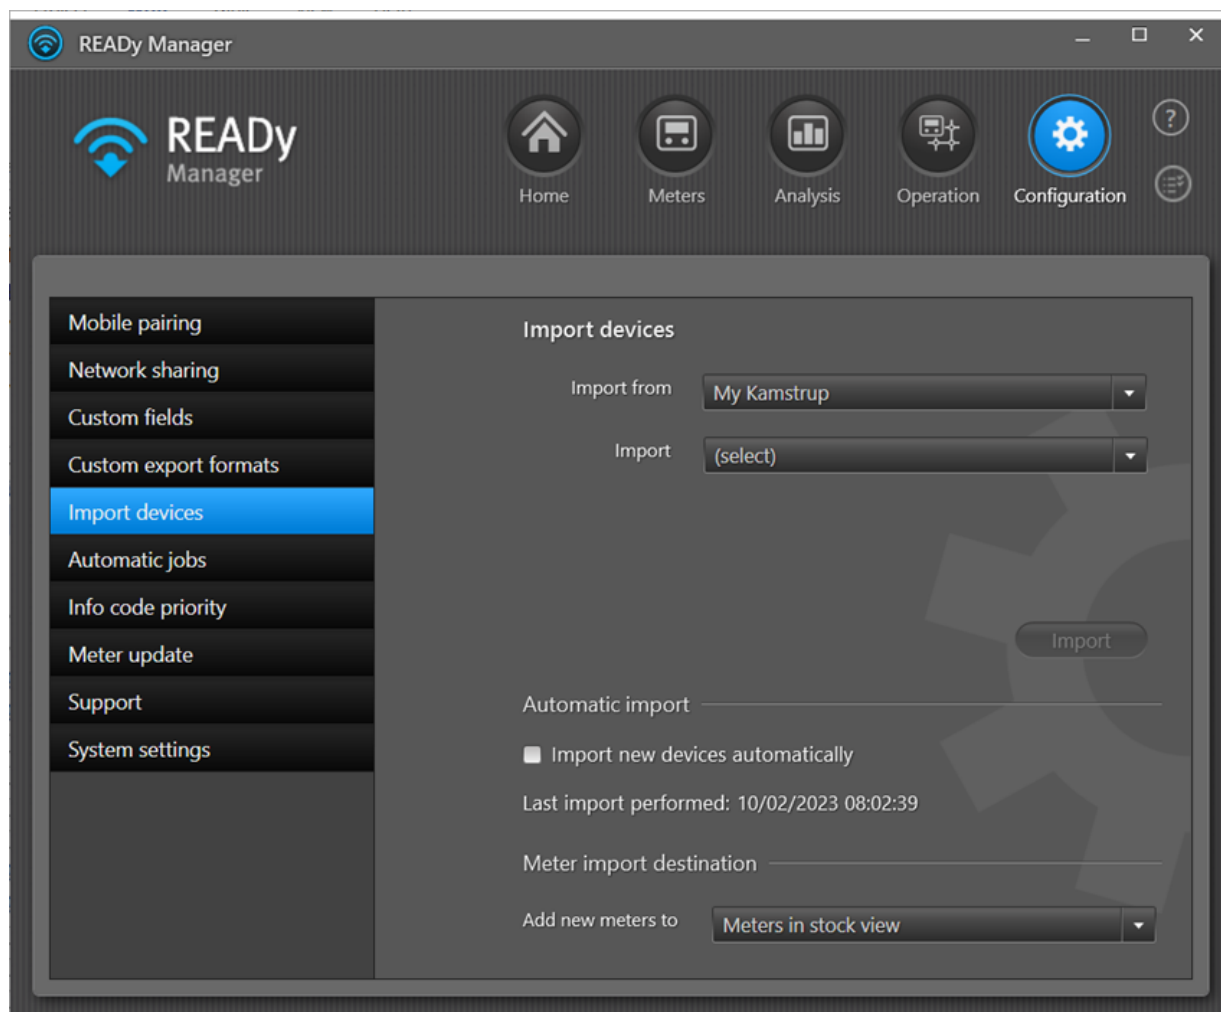 READy Manager
READy
Manager
Home
Meters
Analysis
Operation
Configuration
?
Mobile pairing
Network sharing
Custom fields
Custom export formats
Import devices
Automatic jobs
Info code priority
Meter update
Support
System settings
Import devices
Import from
My Kamstrup
Import
(select)
Import
Automatic import
Import new devices automatically
Last import performed: 10/02/2023 08:02:39
Meter import destination
Add new meters to
Meters in stock view